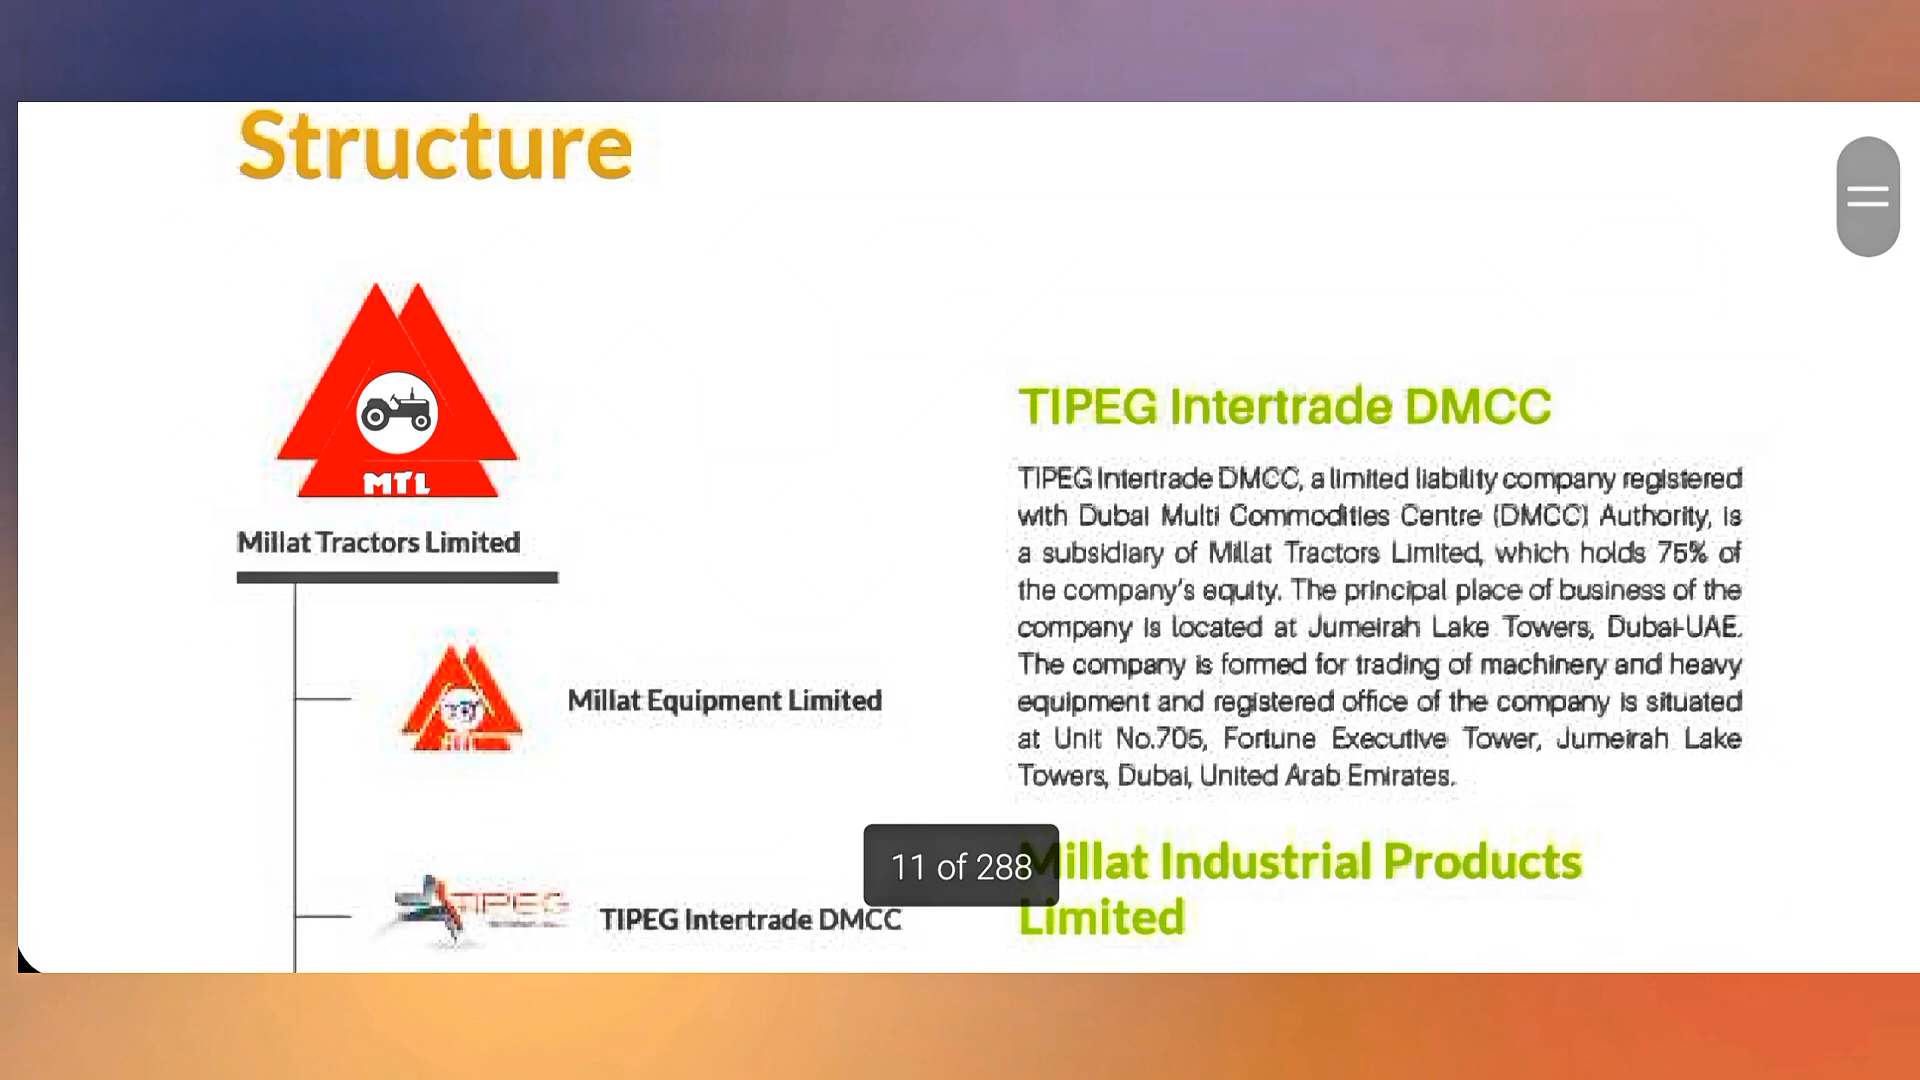 Structure
MTL
Millat Tractors Limited
Millat Equipment Limited
TIPEG
TIPEG Intertrade DMCC
TIPEG Intertrade DMCC
TIPEG Intertrade DMCC, a limited liability company registered
with Dubai Multi Commodities Centre (DMCC) Authority, is
a subsidiary of Millat Tractors Limited, which holds 75% of
the company's equity. The principal place of business of the
company is located at Jumeirah Lake Towers, Dubai-UAE.
The company is formed for trading of machinery and heavy
equipment and registered office of the company is situated
at Unit No.705, Fortune Executive Tower, Jumeirah Lake
Towers, Dubai, United Arab Emirates.
11 of 288
Millat Industrial Products
Limited